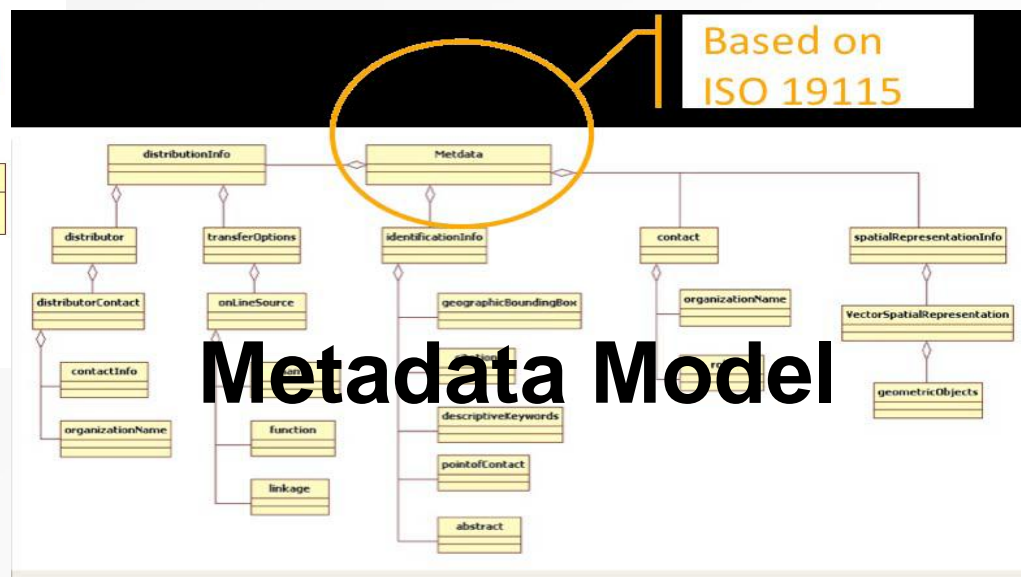 Based on
ISO 19115
distributionInfo
Metdata
distributor
transferOptions
identificationInfo
contact
spatialRepresentationInfo
distributorContact
onLineSource
geographicBoundingBox
organizationName
VectorSpatialRepresentation
contactInfo
geometricObjects
Metadata Model
organizationName
function
descriptiveKeywords
linkage
pointofContact
abstract